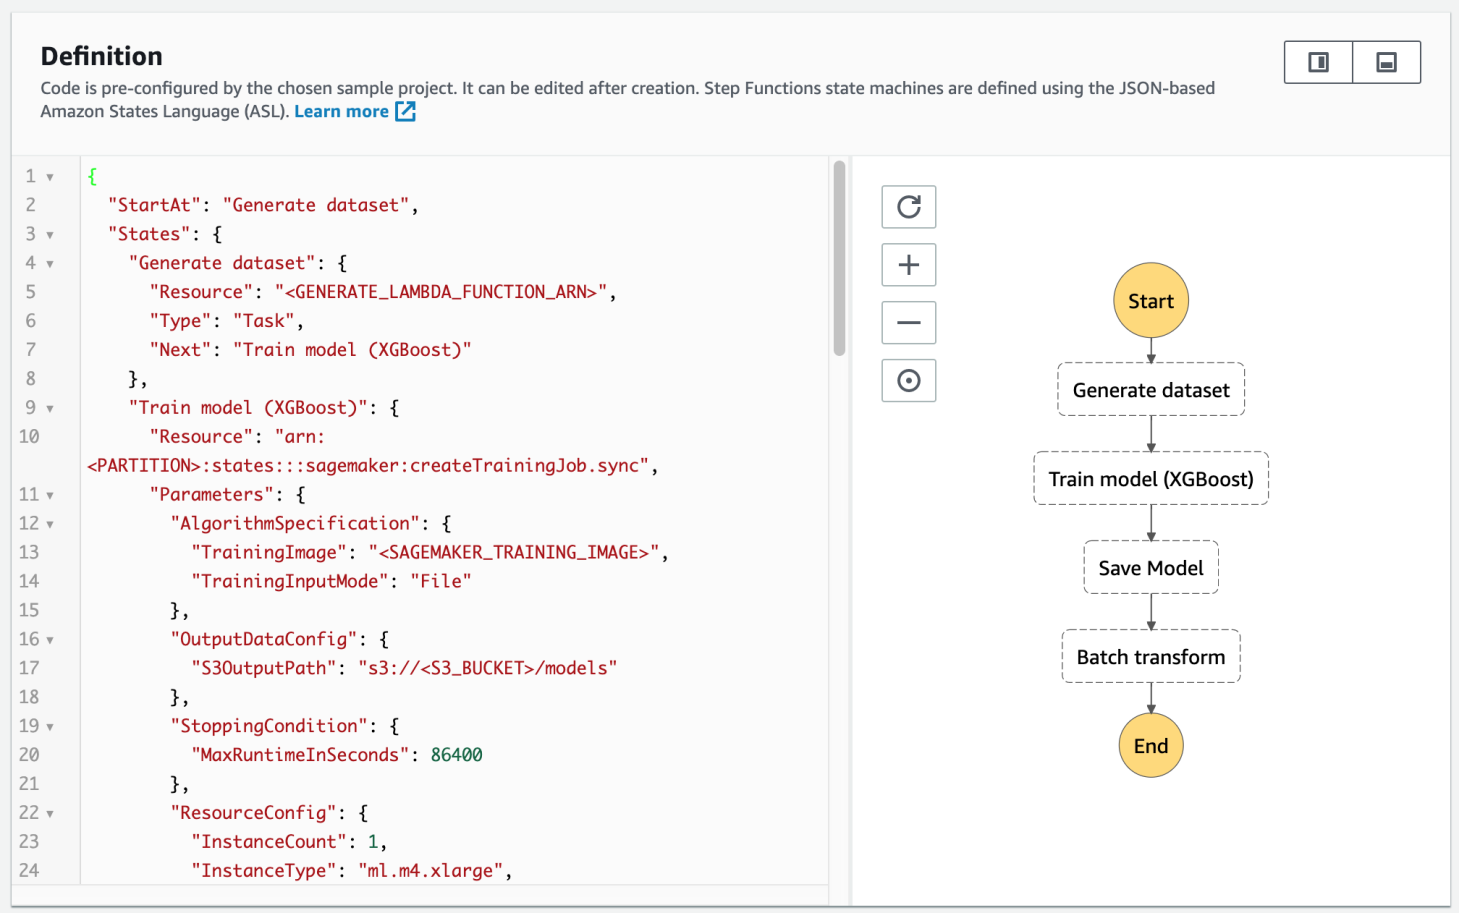 Definition
Code is pre-configured by the chosen sample project. It can be edited after creation. Step Functions state machines are defined using the JSON-based
Amazon States Language (ASL). Learn more
1 {
2 "StartAt": "Generate dataset",
3 "States": {
4 "Generate dataset": {
5 "Resource": "<GENERATE_LAMBDA_FUNCTION_ARN>",
6 "Type": "Task",
7 "Next": "Train model (XGBoost)"
8 },
9 "Train model (XGBoost)": {
10 "Resource": "arn:
<PARTITION>:states:::sagemaker:createTrainingJob.sync",
11 "Parameters": {
12 "AlgorithmSpecification": {
13 "TrainingImage": "<SAGEMAKER_TRAINING_IMAGE>",
14 "TrainingInputMode": "File"
15 },
16 "OutputDataConfig": {
17 "S3OutputPath": "s3://<S3_BUCKET>/models"
18 },
19 "StoppingCondition": {
20 "MaxRuntimeInSeconds": 86400
21 },
22 "ResourceConfig": {
23 "InstanceCount": 1,
24 "InstanceType": "ml.m4.xlarge",
Start
Generate dataset
Train model (XGBoost)
Save Model
Batch transform
End